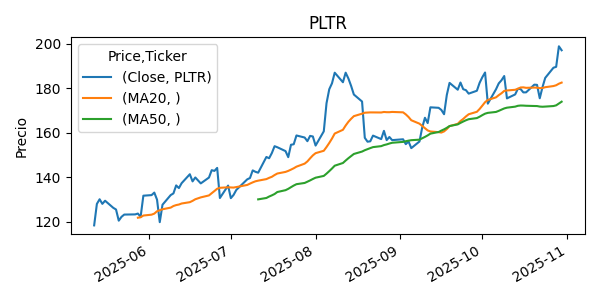 PLTR
Price,Ticker
(Close, PLTR)
(MA20, )
(MA50, )
Precio
200
180
160
140
120
2025-06
2025-07
2025-08
2025-09
2025-10
2025-11